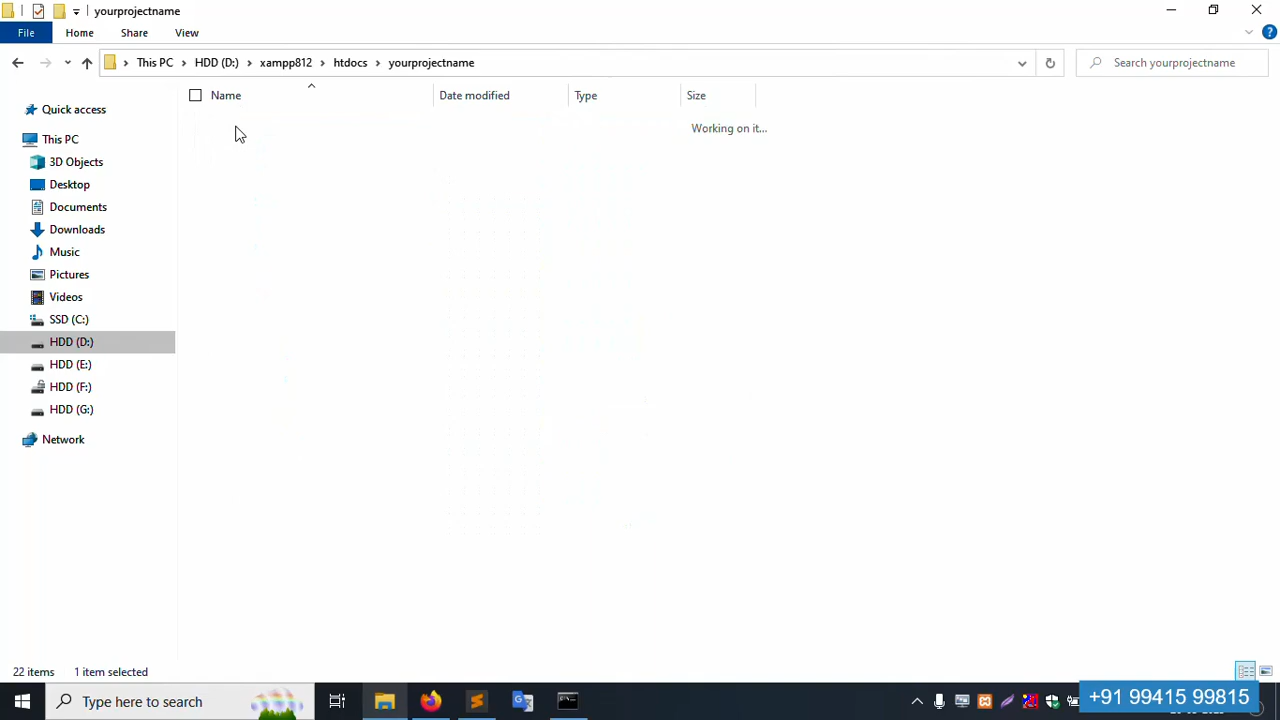 yourprojectname
File Home Share View
This PC HDD (D:) xampp812 htdocs yourprojectname Search yourprojectname
Name Date modified Type Size
Working on it...
Quick access
This PC
3D Objects
Desktop
Documents
Downloads
Music
Pictures
Videos
SSD (C:)
HDD (D:)
HDD (E:)
HDD (F:)
HDD (G:)
Network
22 items 1 item selected
Type here to search
+91 99415 99815